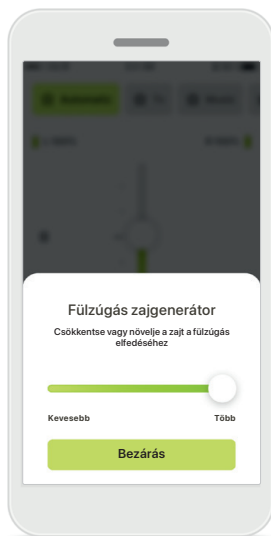 Fülzúgás zajgenerátor
Csökkentse vagy növelje a zajt a fülzúgás
elfedéséhez
Kevesebb Több
Bezárás